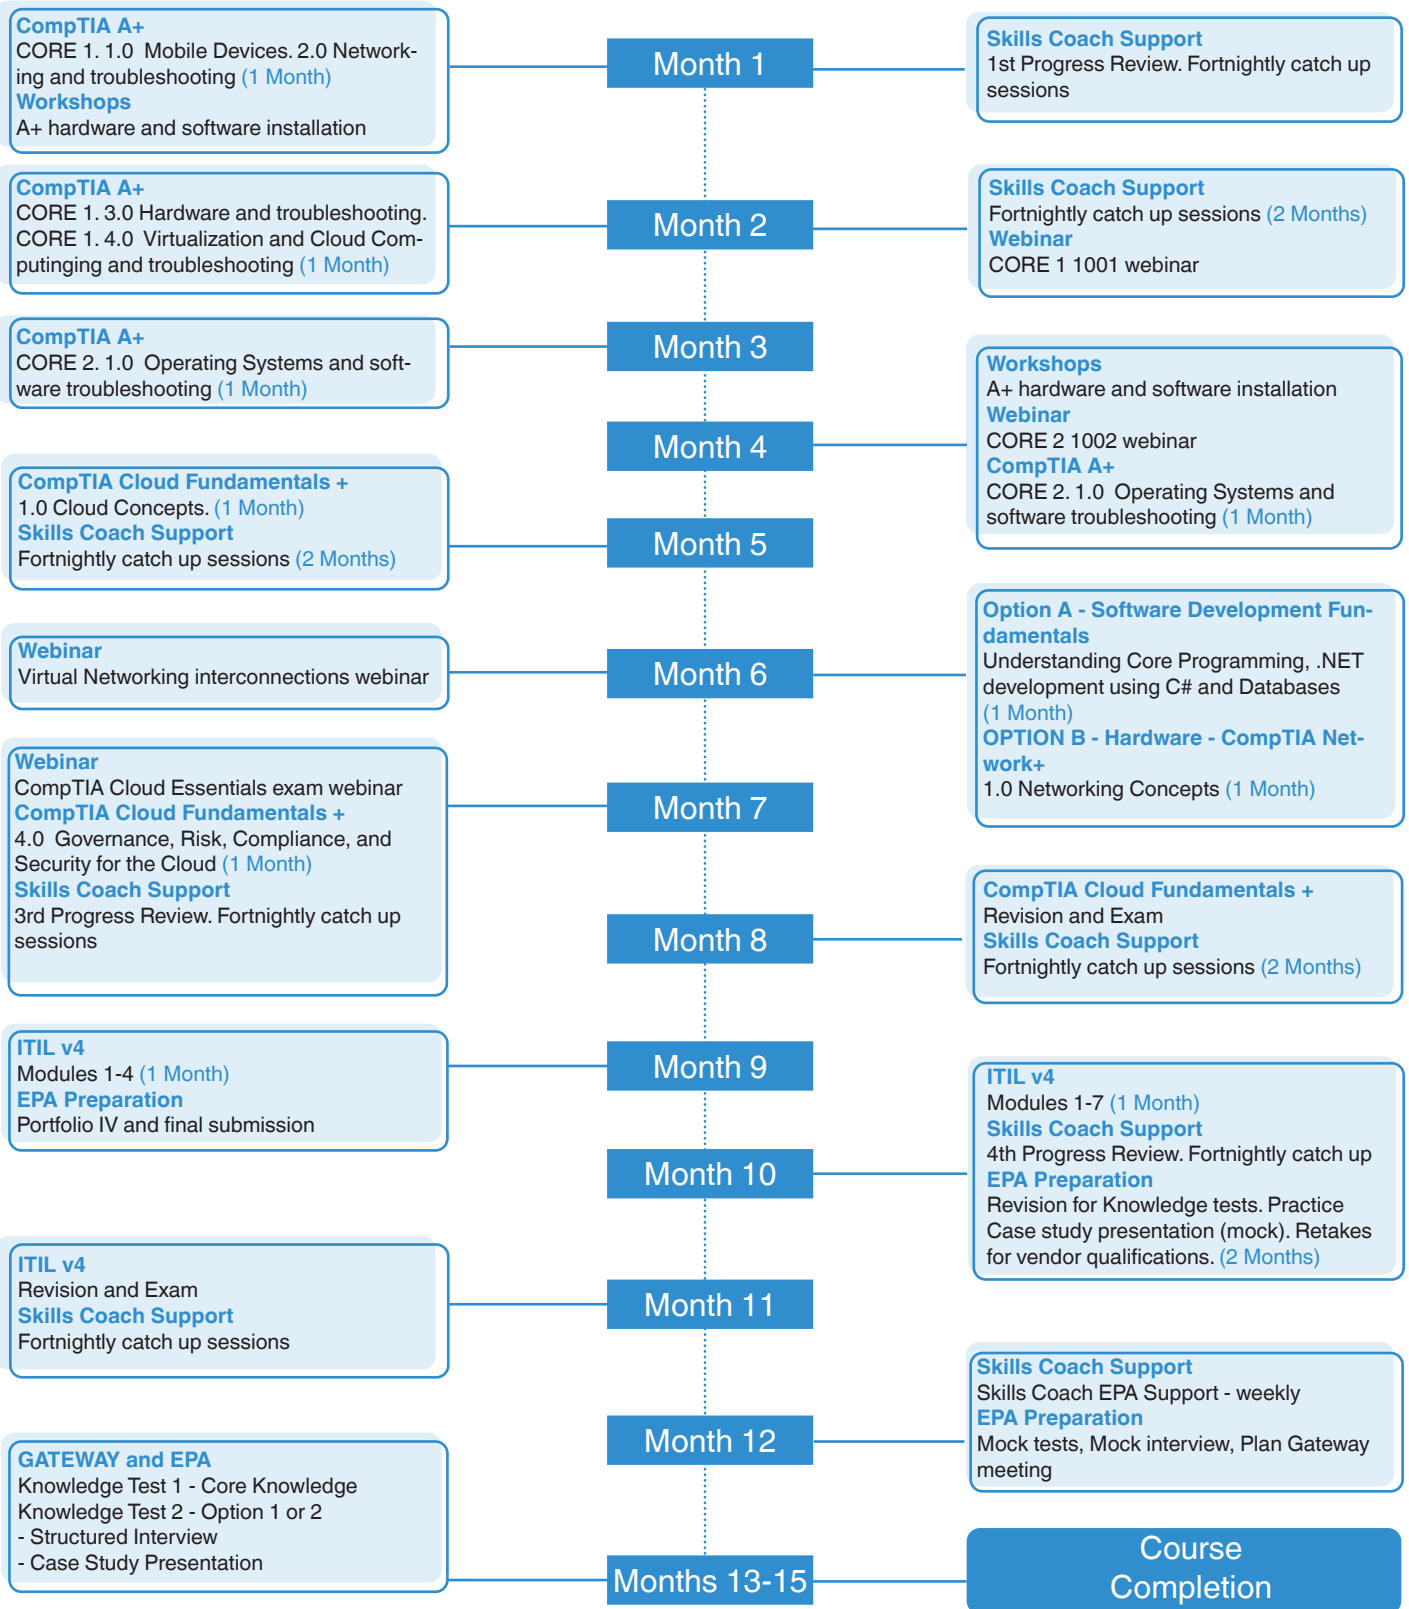 CompTIA A+
CORE 1. 1.0 Mobile Devices. 2.0 Network-
ing and troubleshooting (1 Month)
Workshops
A+ hardware and software installation
Month 1
Skills Coach Support
1st Progress Review. Fortnightly catch up
sessions
CompTIA A+
CORE 1. 3.0 Hardware and troubleshooting.
CORE 1. 4.0 Virtualization and Cloud Com-
putinging and troubleshooting (1 Month)
Month 2
Skills Coach Support
Fortnightly catch up sessions (2 Months)
Webinar
CORE 1 1001 webinar
CompTIA A+
CORE 2. 1.0 Operating Systems and soft-
ware troubleshooting (1 Month)
Month 3
Month 4
Workshops
A+ hardware and software installation
Webinar
CORE 2 1002 webinar
CompTIA A+
CORE 2. 1.0 Operating Systems and
software troubleshooting (1 Month)
CompTIA Cloud Fundamentals +
1.0 Cloud Concepts. (1 Month)
Skills Coach Support
Fortnightly catch up sessions (2 Months)
Month 5
Webinar
Virtual Networking interconnections webinar
Month 6
Option A - Software Development Fun-
damentals
Understanding Core Programming, .NET
development using C# and Databases
(1 Month)
OPTION B - Hardware - CompTIA Net-
work+
1.0 Networking Concepts (1 Month)
Webinar
CompTIA Cloud Essentials exam webinar
CompTIA Cloud Fundamentals +
4.0 Governance, Risk, Compliance, and
Security for the Cloud (1 Month)
Skills Coach Support
3rd Progress Review. Fortnightly catch up
sessions
Month 7
Month 8
CompTIA Cloud Fundamentals +
Revision and Exam
Skills Coach Support
Fortnightly catch up sessions (2 Months)
ITIL v4
Modules 1-4 (1 Month)
EPA Preparation
Portfolio IV and final submission
Month 9
Month 10
ITIL v4
Modules 1-7 (1 Month)
Skills Coach Support
4th Progress Review. Fortnightly catch up
EPA Preparation
Revision for Knowledge tests. Practice
Case study presentation (mock). Retakes
for vendor qualifications. (2 Months)
ITIL v4
Revision and Exam
Skills Coach Support
Fortnightly catch up sessions
Month 11
Month 12
Skills Coach Support
Skills Coach EPA Support - weekly
EPA Preparation
Mock tests, Mock interview, Plan Gateway
meeting
GATEWAY and EPA
Knowledge Test 1 - Core Knowledge
Knowledge Test 2 - Option 1 or 2
- Structured Interview
- Case Study Presentation
Months 13-15
Course
Completion